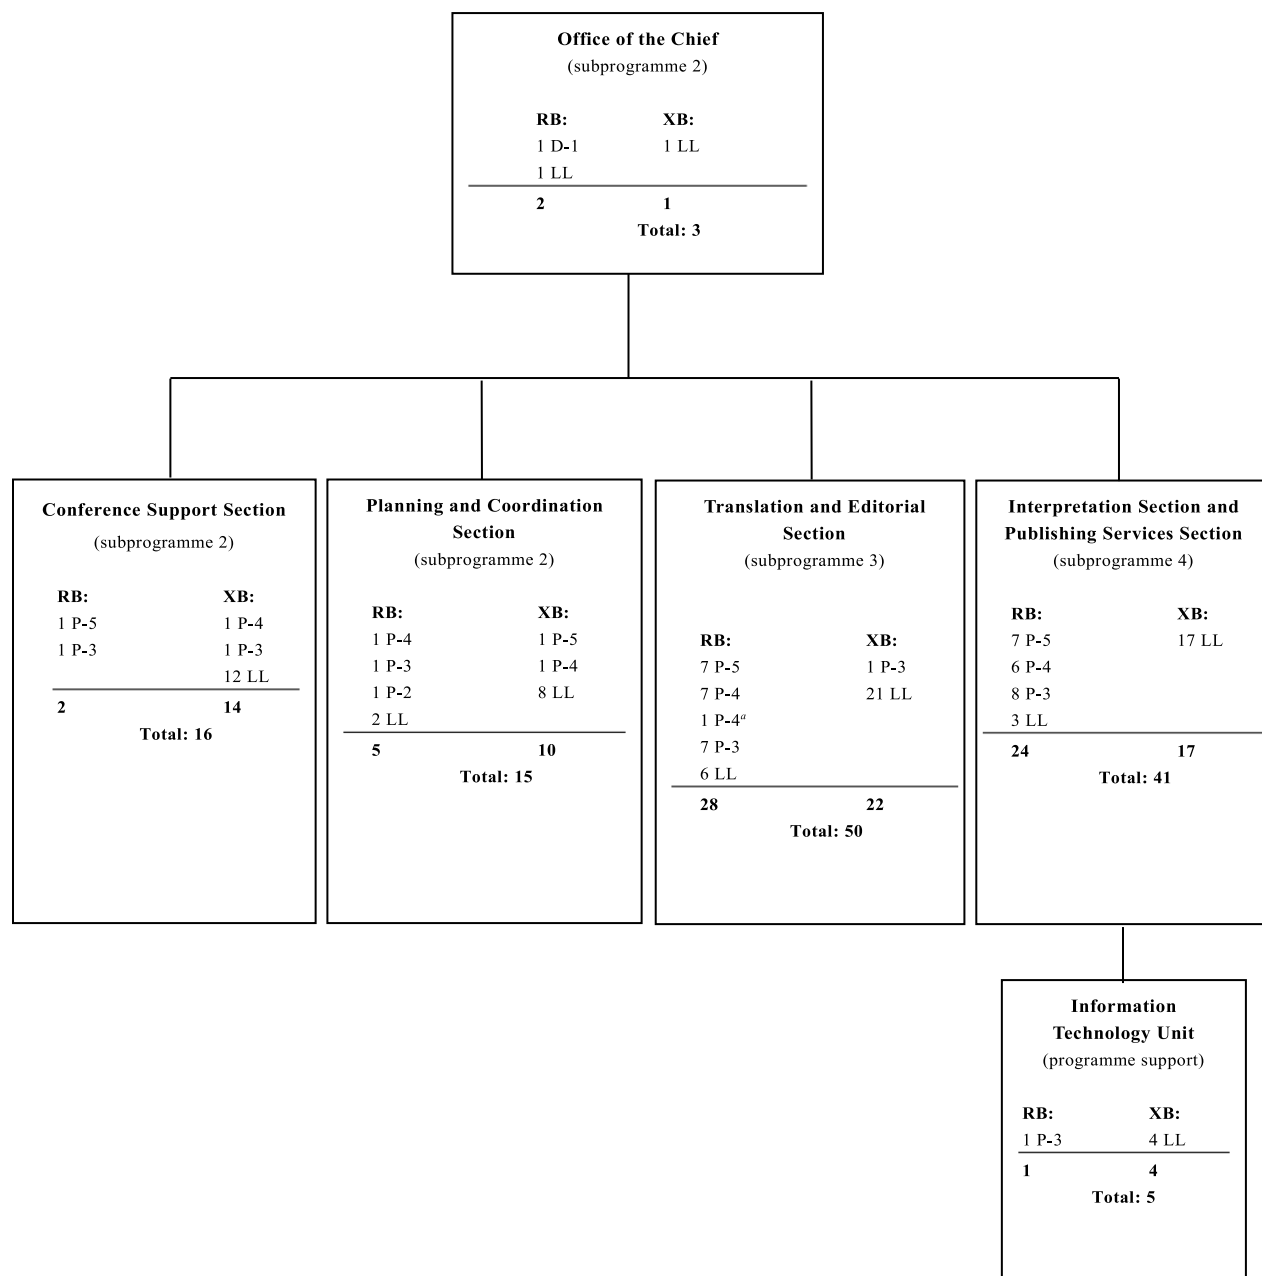 Office of the Chief
(subprogramme 2)
RB: XB:
1 D-1 1 LL
1 LL
2 1
Total: 3
Conference Support Section
(subprogramme 2)
RB: XB:
1 P-5 1 P-4
1 P-3 1 P-3
12 LL
2 14
Total: 16
Planning and Coordination
Section
(subprogramme 2)
RB: XB:
1 P-4 1 P-5
1 P-3 1 P-4
1 P-2 8 LL
2 LL
5 10
Total: 15
Translation and Editorial
Section
(subprogramme 3)
RB: XB:
7 P-5 1 P-3
7 P-4 21 LL
1 P-4ᵃ
7 P-3
6 LL
28 22
Total: 50
Interpretation Section and
Publishing Services Section
(subprogramme 4)
RB: XB:
7 P-5 17 LL
6 P-4
8 P-3
3 LL
24 17
Total: 41
Information
Technology Unit
(programme support)
RB: XB:
1 P-3 4 LL
1 4
Total: 5